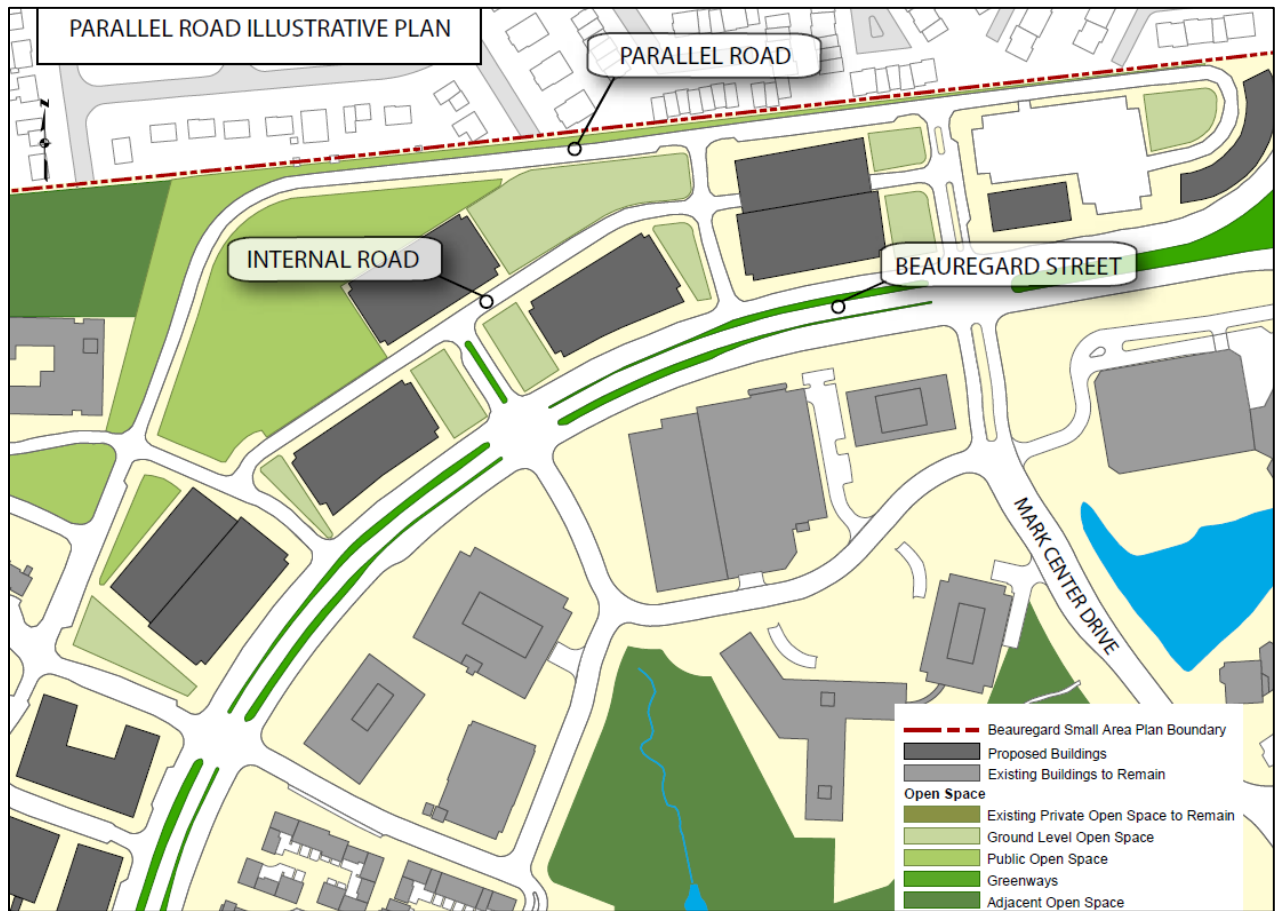 PARALLEL ROAD ILLUSTRATIVE PLAN
PARALLEL ROAD
N
INTERNAL ROAD
BEAUREGARD STREET
MARK CENTER DRIVE
Beauregard Small Area Plan Boundary
Proposed Buildings
Existing Buildings to Remain
Open Space
Existing Private Open Space to Remain
Ground Level Open Space
Public Open Space
Greenways
Adjacent Open Space